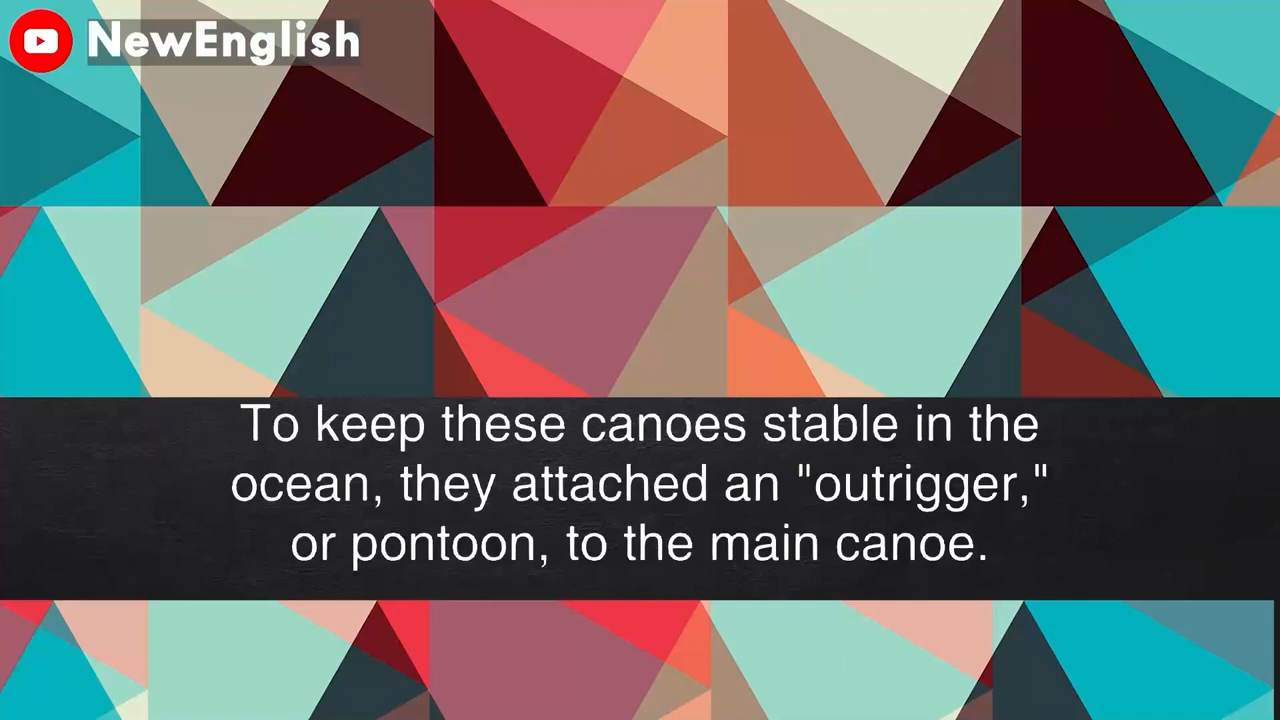 NewEnglish
To keep these canoes stable in the
ocean, they attached an "outrigger,"
or pontoon, to the main canoe.